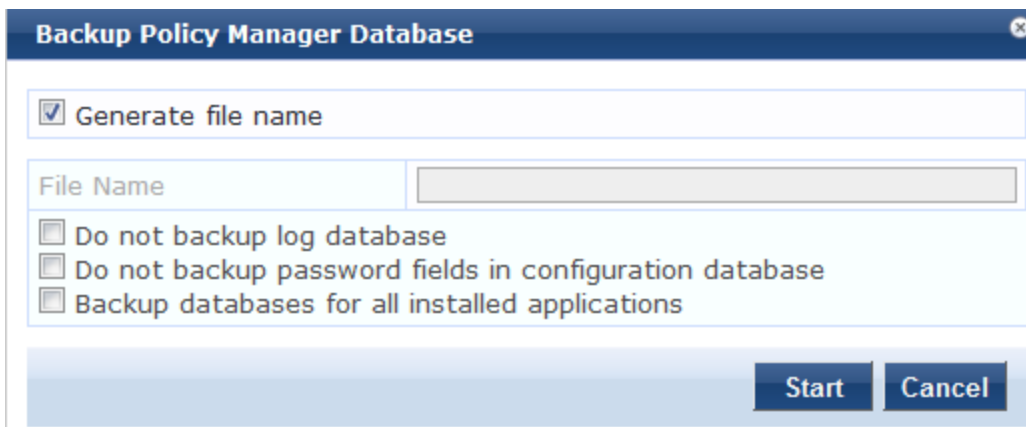 Backup Policy Manager Database
Generate file name
File Name
Do not backup log database
Do not backup password fields in configuration database
Backup databases for all installed applications
Start Cancel